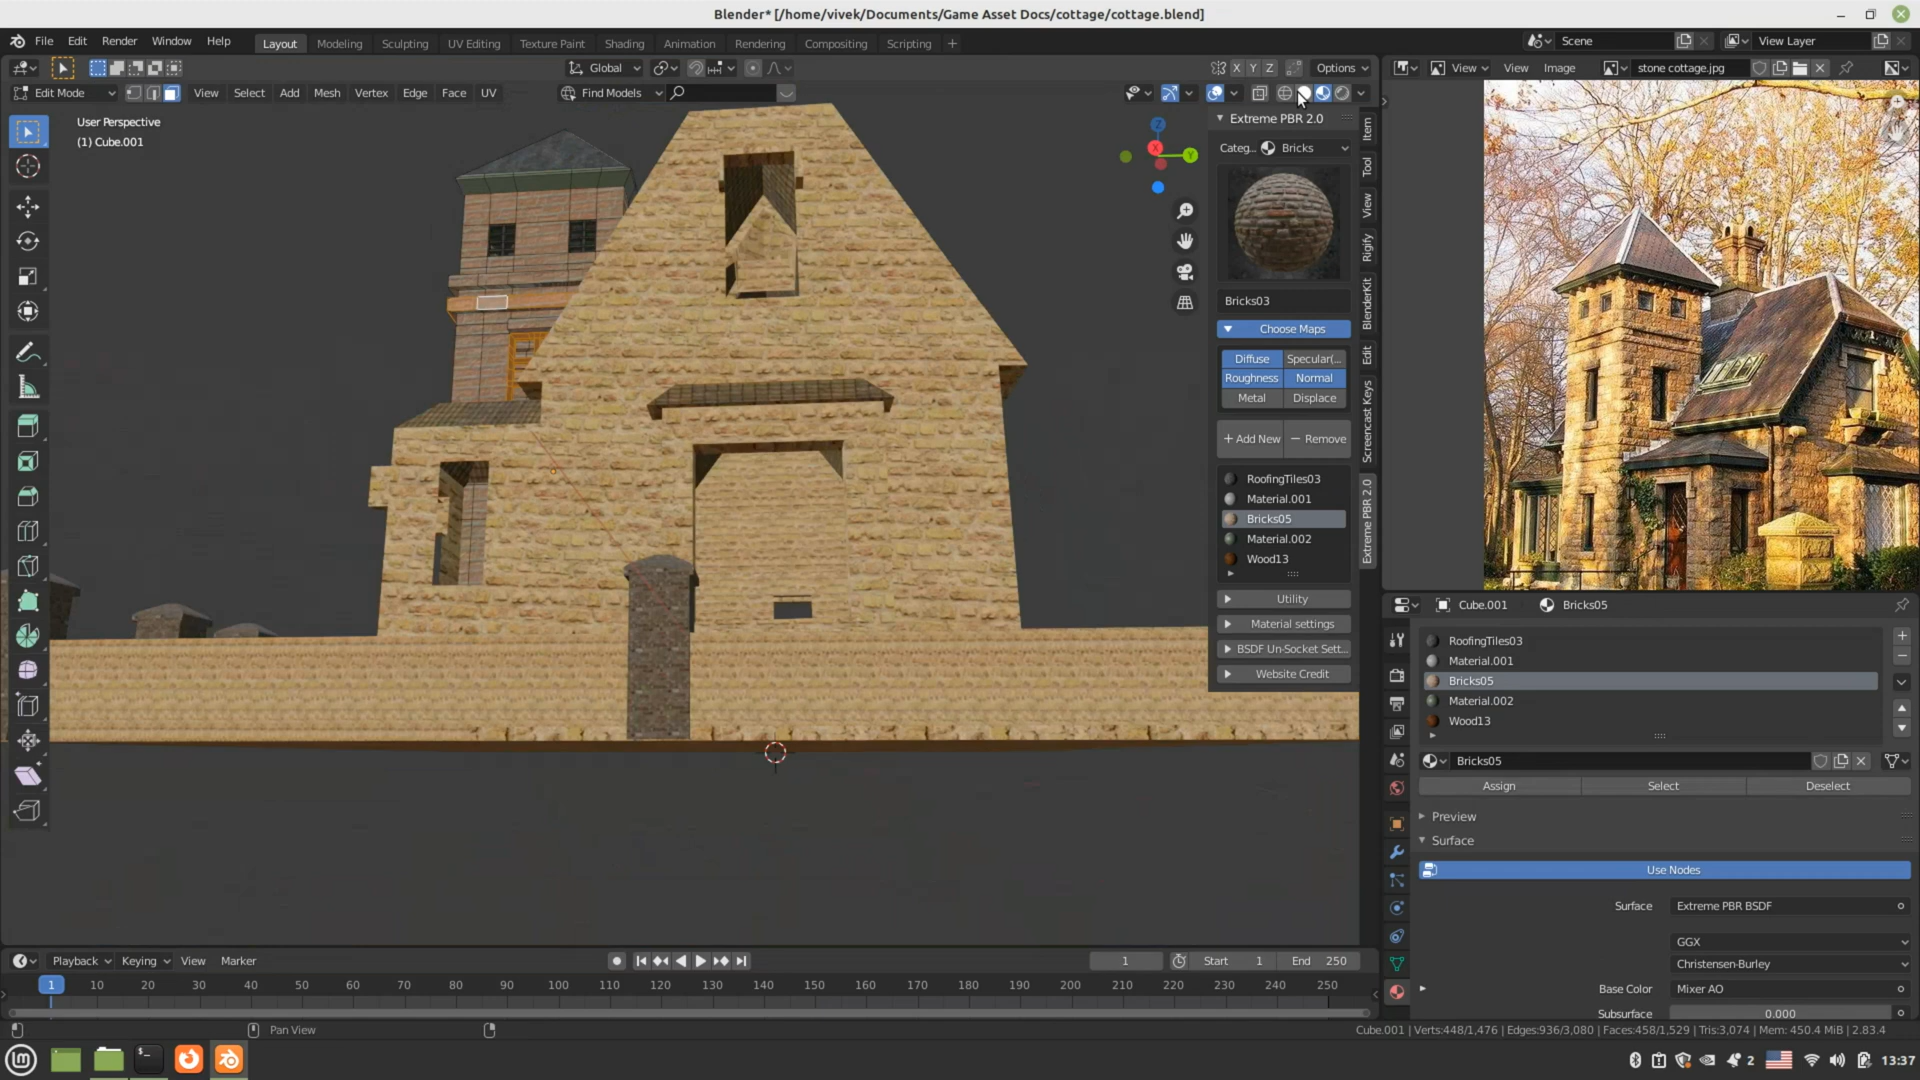 Blender* [/home/vivek/Documents/Game Asset Docs/cottage/cottage.blend]
File Edit Render Window Help Layout Modeling Sculpting UV Editing Texture Paint Shading Animation Rendering Compositing Scripting + Scene View Layer
Global X Y Z Options View View Image stone cottage.jpg
Edit Mode View Select Add Mesh Vertex Edge Face UV Find Models
User Perspective
(1) Cube.001
Z
X
Y
Extreme PBR 2.0
Categ... Bricks
Bricks03
Choose Maps
Diffuse Specular(...
Roughness Normal
Metal Displace
+ Add New − Remove
RoofingTiles03
Material.001
Bricks05
Material.002
Wood13
Utility
Material settings
BSDF Un-Socket Sett...
Website Credit
Item
Tool
View
Rigify
BlenderKit
Edit
Screencast Keys
Extreme PBR 2.0
Cube.001 Bricks05
RoofingTiles03
Material.001
Bricks05
Material.002
Wood13
Bricks05
Assign Select Deselect
Preview
Surface
Use Nodes
Surface Extreme PBR BSDF
GGX
Christensen-Burley
Base Color Mixer AO
Subsurface 0.000
Playback Keying View Marker 1 Start 1 End 250
1 10 20 30 40 50 60 70 80 90 100 110 120 130 140 150 160 170 180 190 200 210 220 230 240 250
Pan View
Cube.001 | Verts:448/1,476 | Edges:936/3,080 | Faces:458/1,529 | Tris:3,074 | Mem: 450.4 MiB | 2.83.4
2 13:37